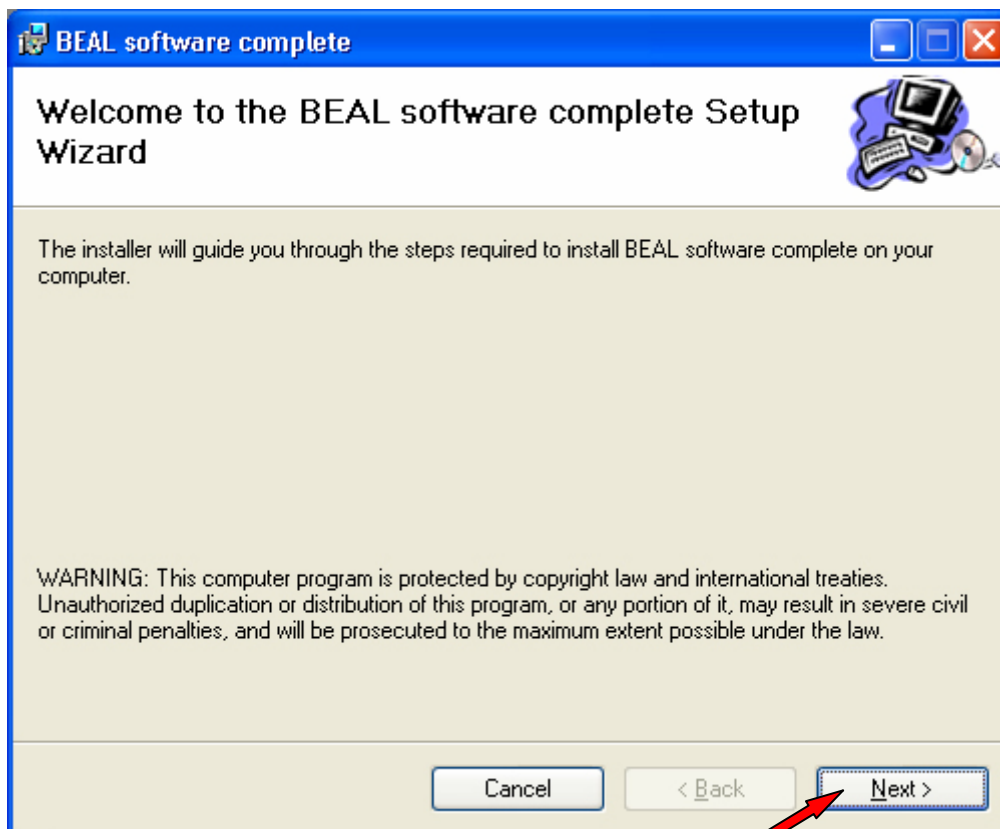 BEAL software complete
Welcome to the BEAL software complete Setup
Wizard
The installer will guide you through the steps required to install BEAL software complete on your
computer.
WARNING: This computer program is protected by copyright law and international treaties.
Unauthorized duplication or distribution of this program, or any portion of it, may result in severe civil
or criminal penalties, and will be prosecuted to the maximum extent possible under the law.
Cancel < Back Next >